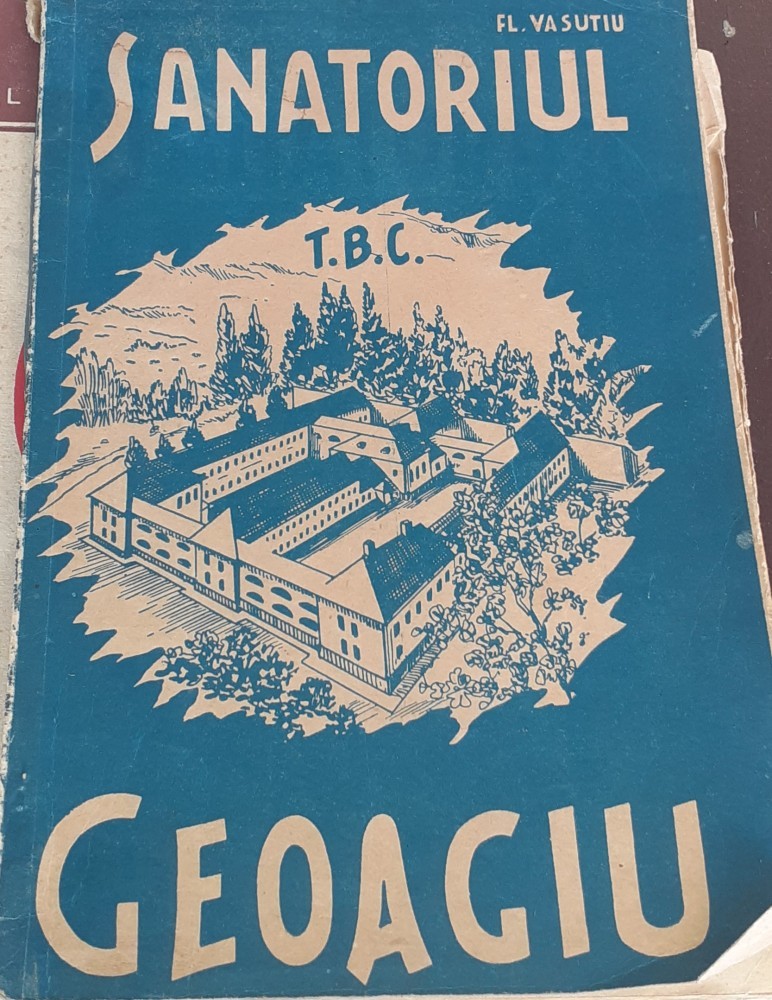 FL. VASUTIU
SANATORIUL
T.B.C.
GEOAGIU
L